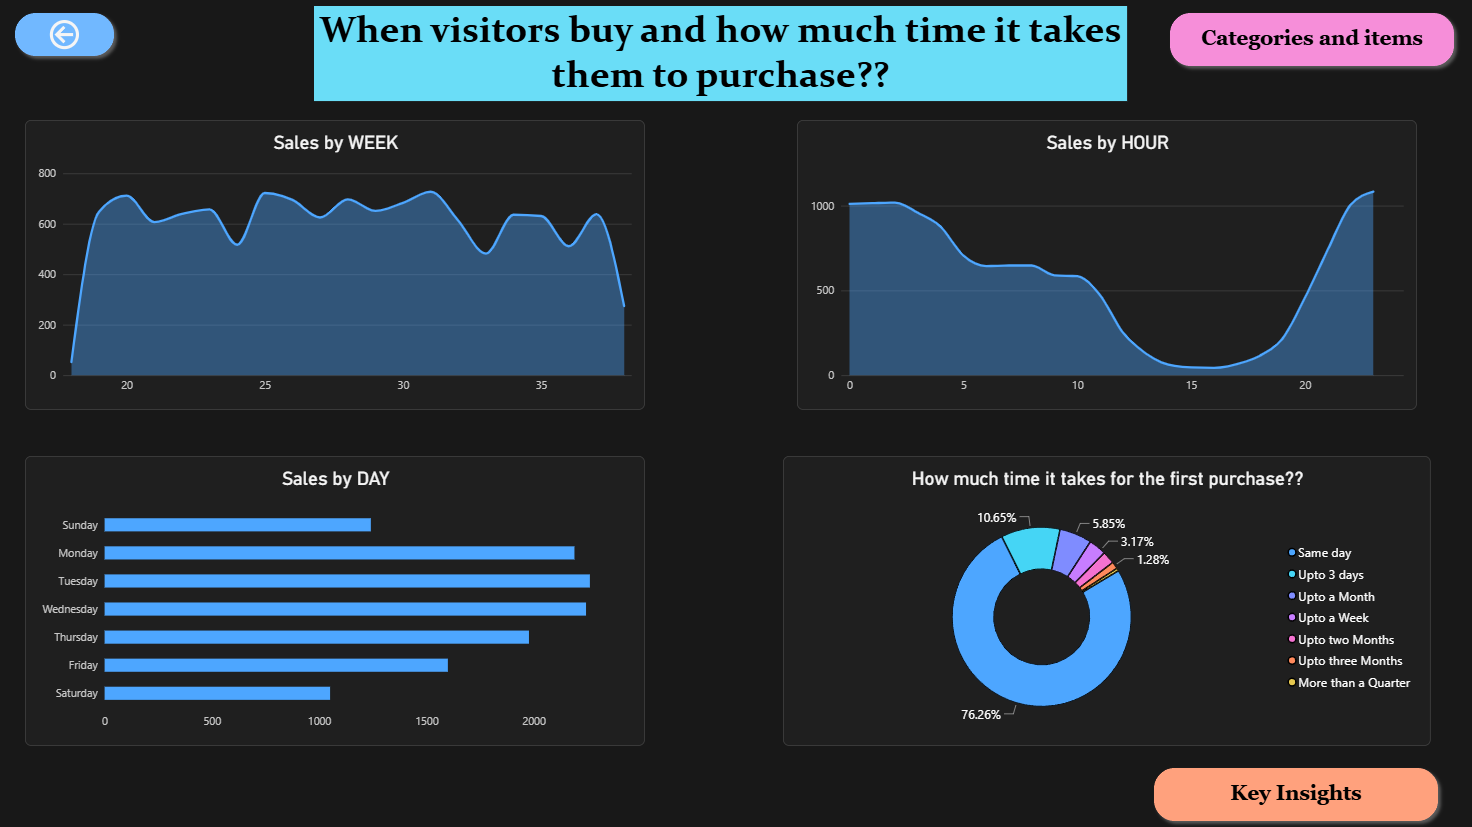 When visitors buy and how much time it takes
them to purchase??
Categories and items
Sales by WEEK
800
600
400
200
0
20
25
30
35
Sales by HOUR
1000
500
0
0
5
10
15
20
Sales by DAY
Sunday
Monday
Tuesday
Wednesday
Thursday
Friday
Saturday
0
500
1000
1500
2000
How much time it takes for the first purchase??
10.65%
5.85%
3.17%
1.28%
76.26%
Same day
Upto 3 days
Upto a Month
Upto a Week
Upto two Months
Upto three Months
More than a Quarter
Key Insights